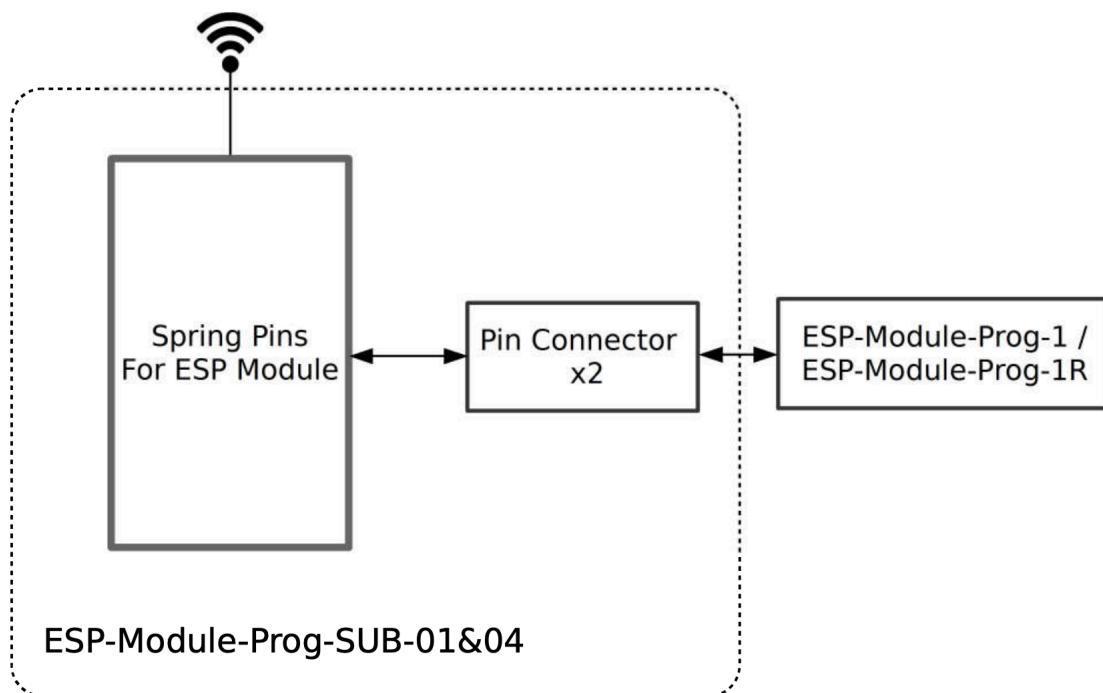 Spring Pins
For ESP Module
Pin Connector
x2
ESP-Module-Prog-1 /
ESP-Module-Prog-1R
ESP-Module-Prog-SUB-01&04